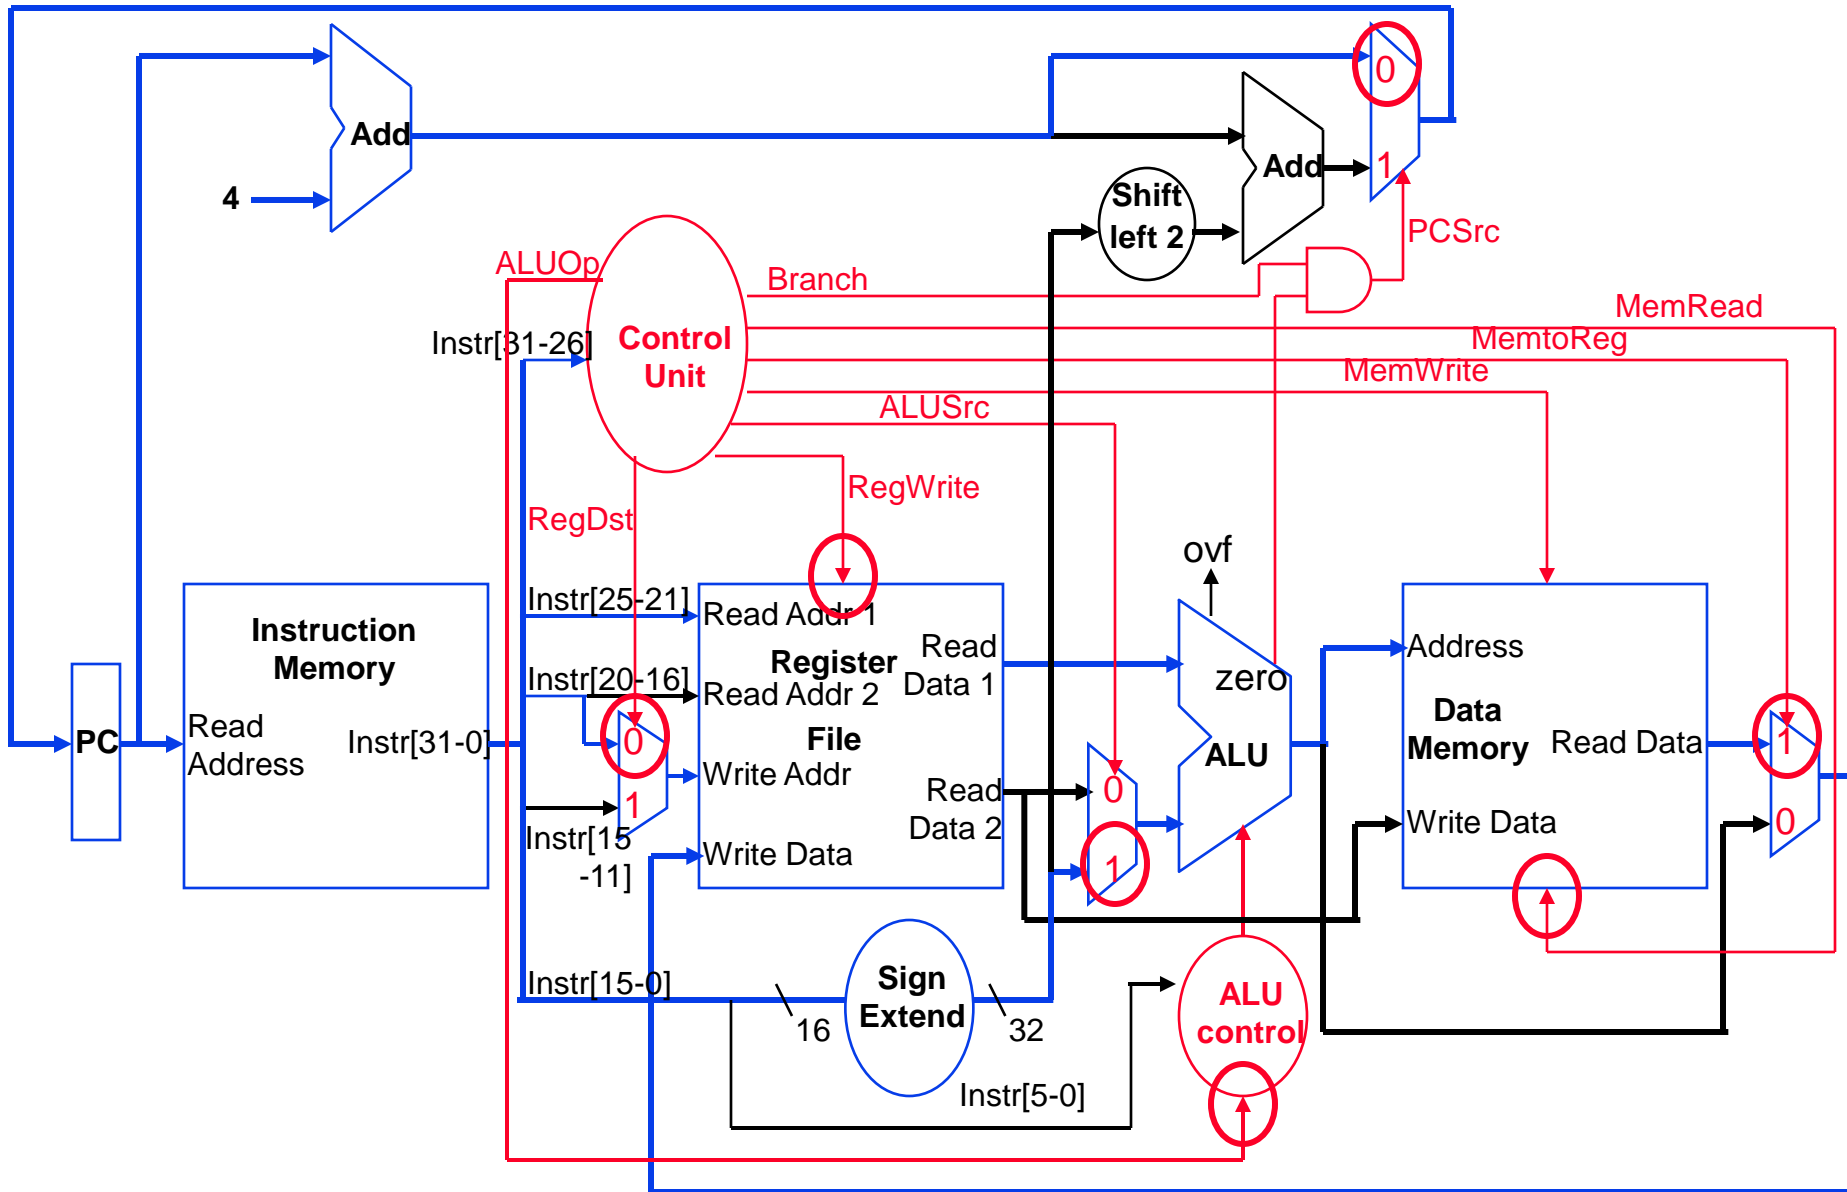 0
Add
Add
1
4
Shift
left 2
PCSrc
ALUOp
Branch
MemRead
Instr[31-26]
Control
Unit
MemtoReg
MemWrite
ALUSrc
RegWrite
RegDst
ovf
Instr[25-21]
Read Addr 1
Instruction
Memory
Read
Data 1
Register
File
Address
zero
Instr[20-16]
Read Addr 2
Data
Memory
PC
Read
Address
Instr[31-0]
0
Write Addr
ALU
Read Data
1
1
Read
Data 2
0
Write Data
0
Instr[15
-11]
Write Data
1
Instr[15-0]
Sign
Extend
16
32
ALU
control
Instr[5-0]